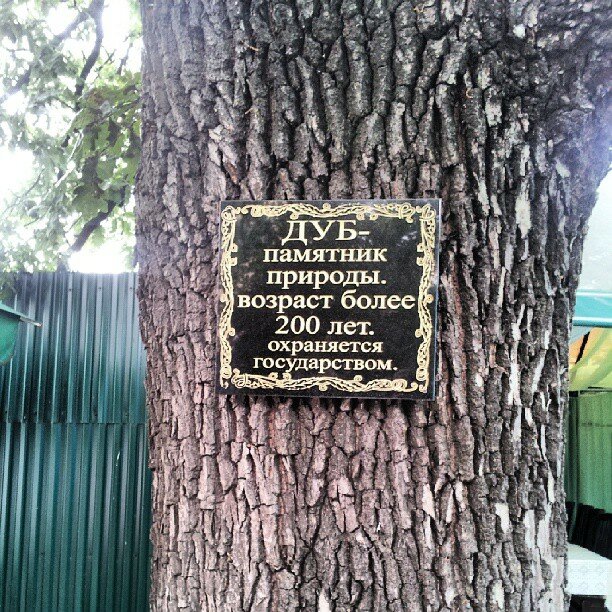 ДУБ-
памятник
природы.
возраст более
200 лет.
охраняется
государством.